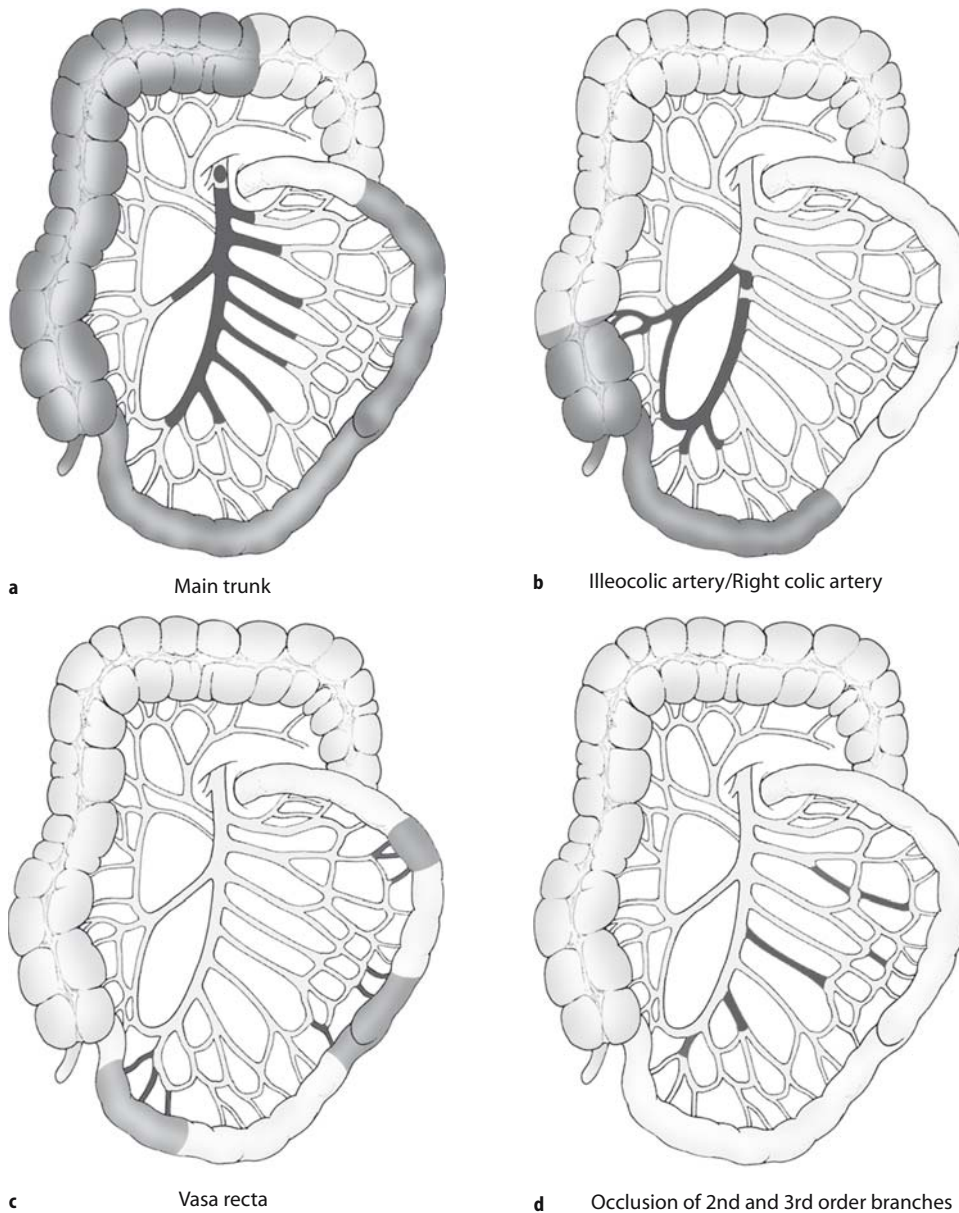 a Main trunk
b Illeocolic artery/Right colic artery
c Vasa recta
d Occlusion of 2nd and 3rd order branches